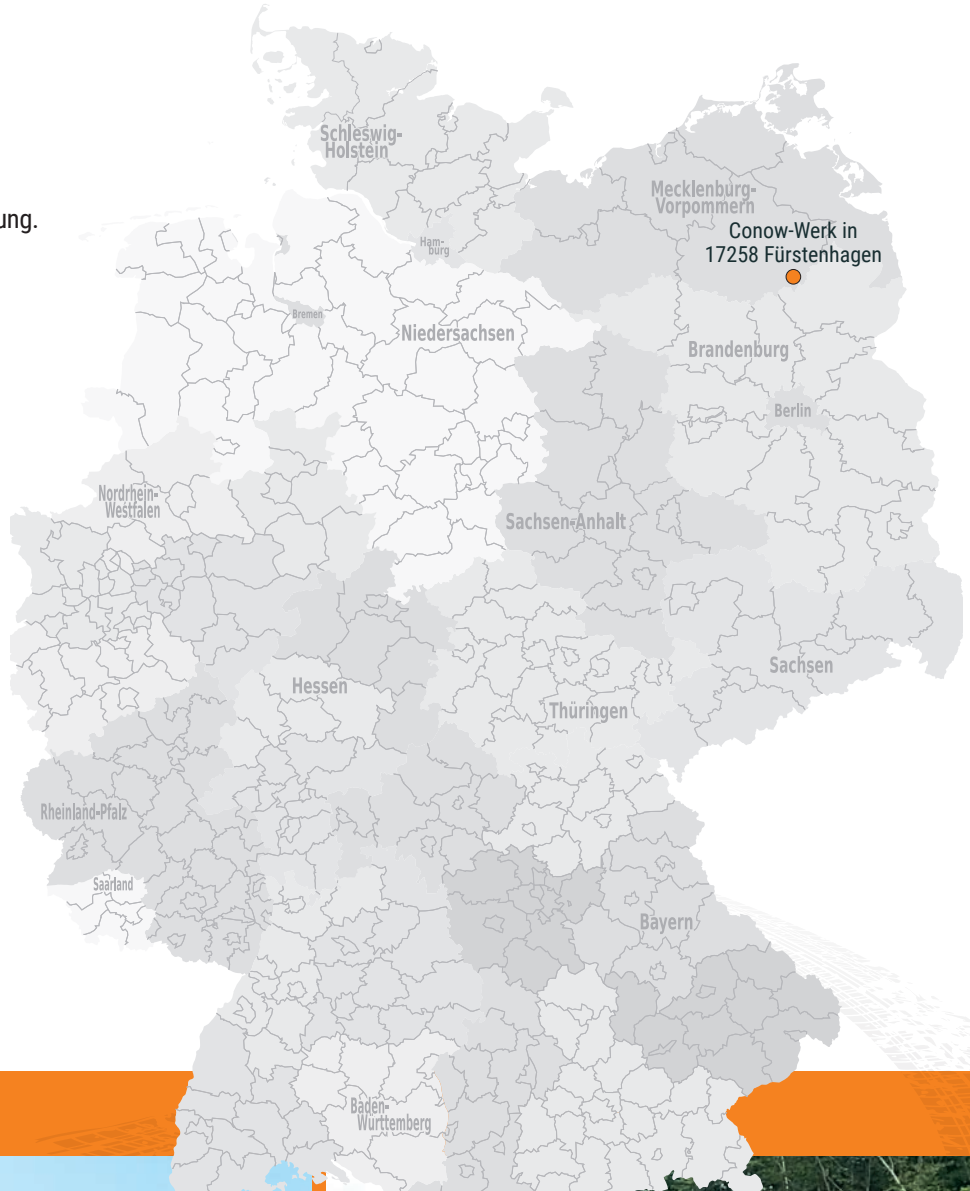 Schleswig-
Holstein
Mecklenburg-
Vorpommern
ung.
Conow-Werk in
17258 Fürstenhagen
Ham-
burg
Bremen
Niedersachsen
Brandenburg
Berlin
Nordrhein-
Westfalen
Sachsen-Anhalt
Sachsen
Hessen
Thüringen
Rheinland-Pfalz
Saarland
Bayern
Baden-
Württemberg